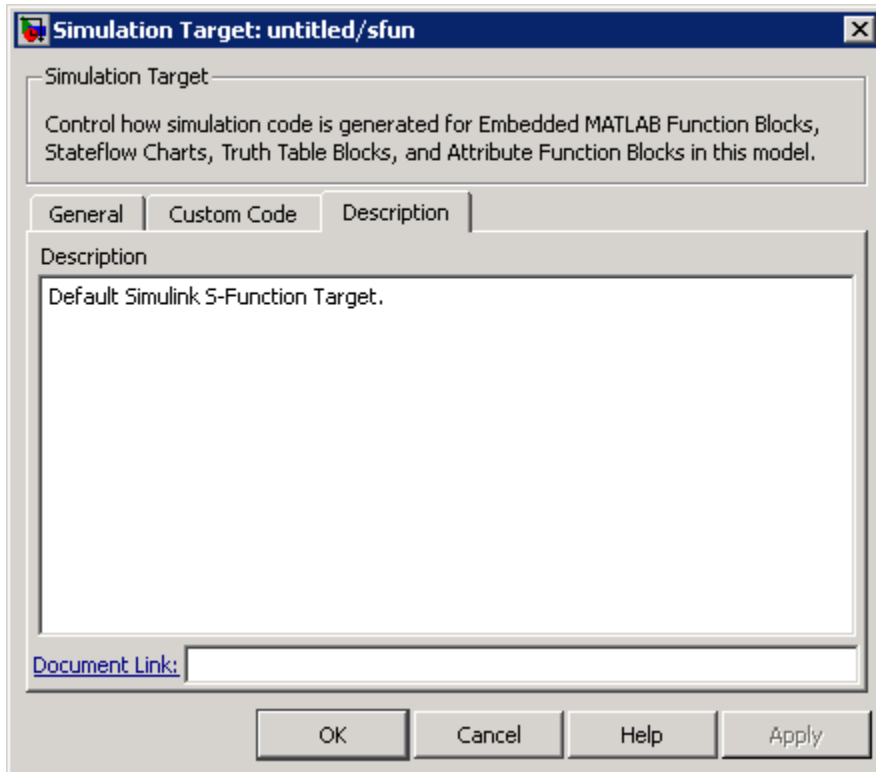 Simulation Target: untitled/sfun
Simulation Target
Control how simulation code is generated for Embedded MATLAB Function Blocks,
Stateflow Charts, Truth Table Blocks, and Attribute Function Blocks in this model.
General Custom Code Description
Description
Default Simulink S-Function Target.
Document Link:
OK Cancel Help Apply